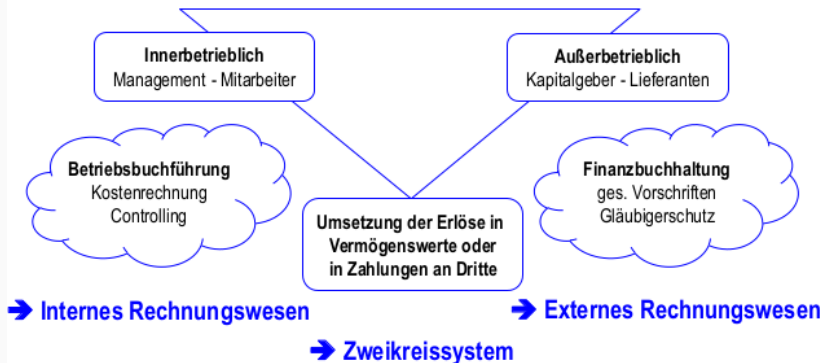 Innerbetrieblich
Management - Mitarbeiter
Außerbetrieblich
Kapitalgeber - Lieferanten
Betriebsbuchführung
Kostenrechnung
Controlling
Umsetzung der Erlöse in
Vermögenswerte oder
in Zahlungen an Dritte
Finanzbuchhaltung
ges. Vorschriften
Gläubigerschutz
➔ Internes Rechnungswesen
➔ Externes Rechnungswesen
➔ Zweikreissystem